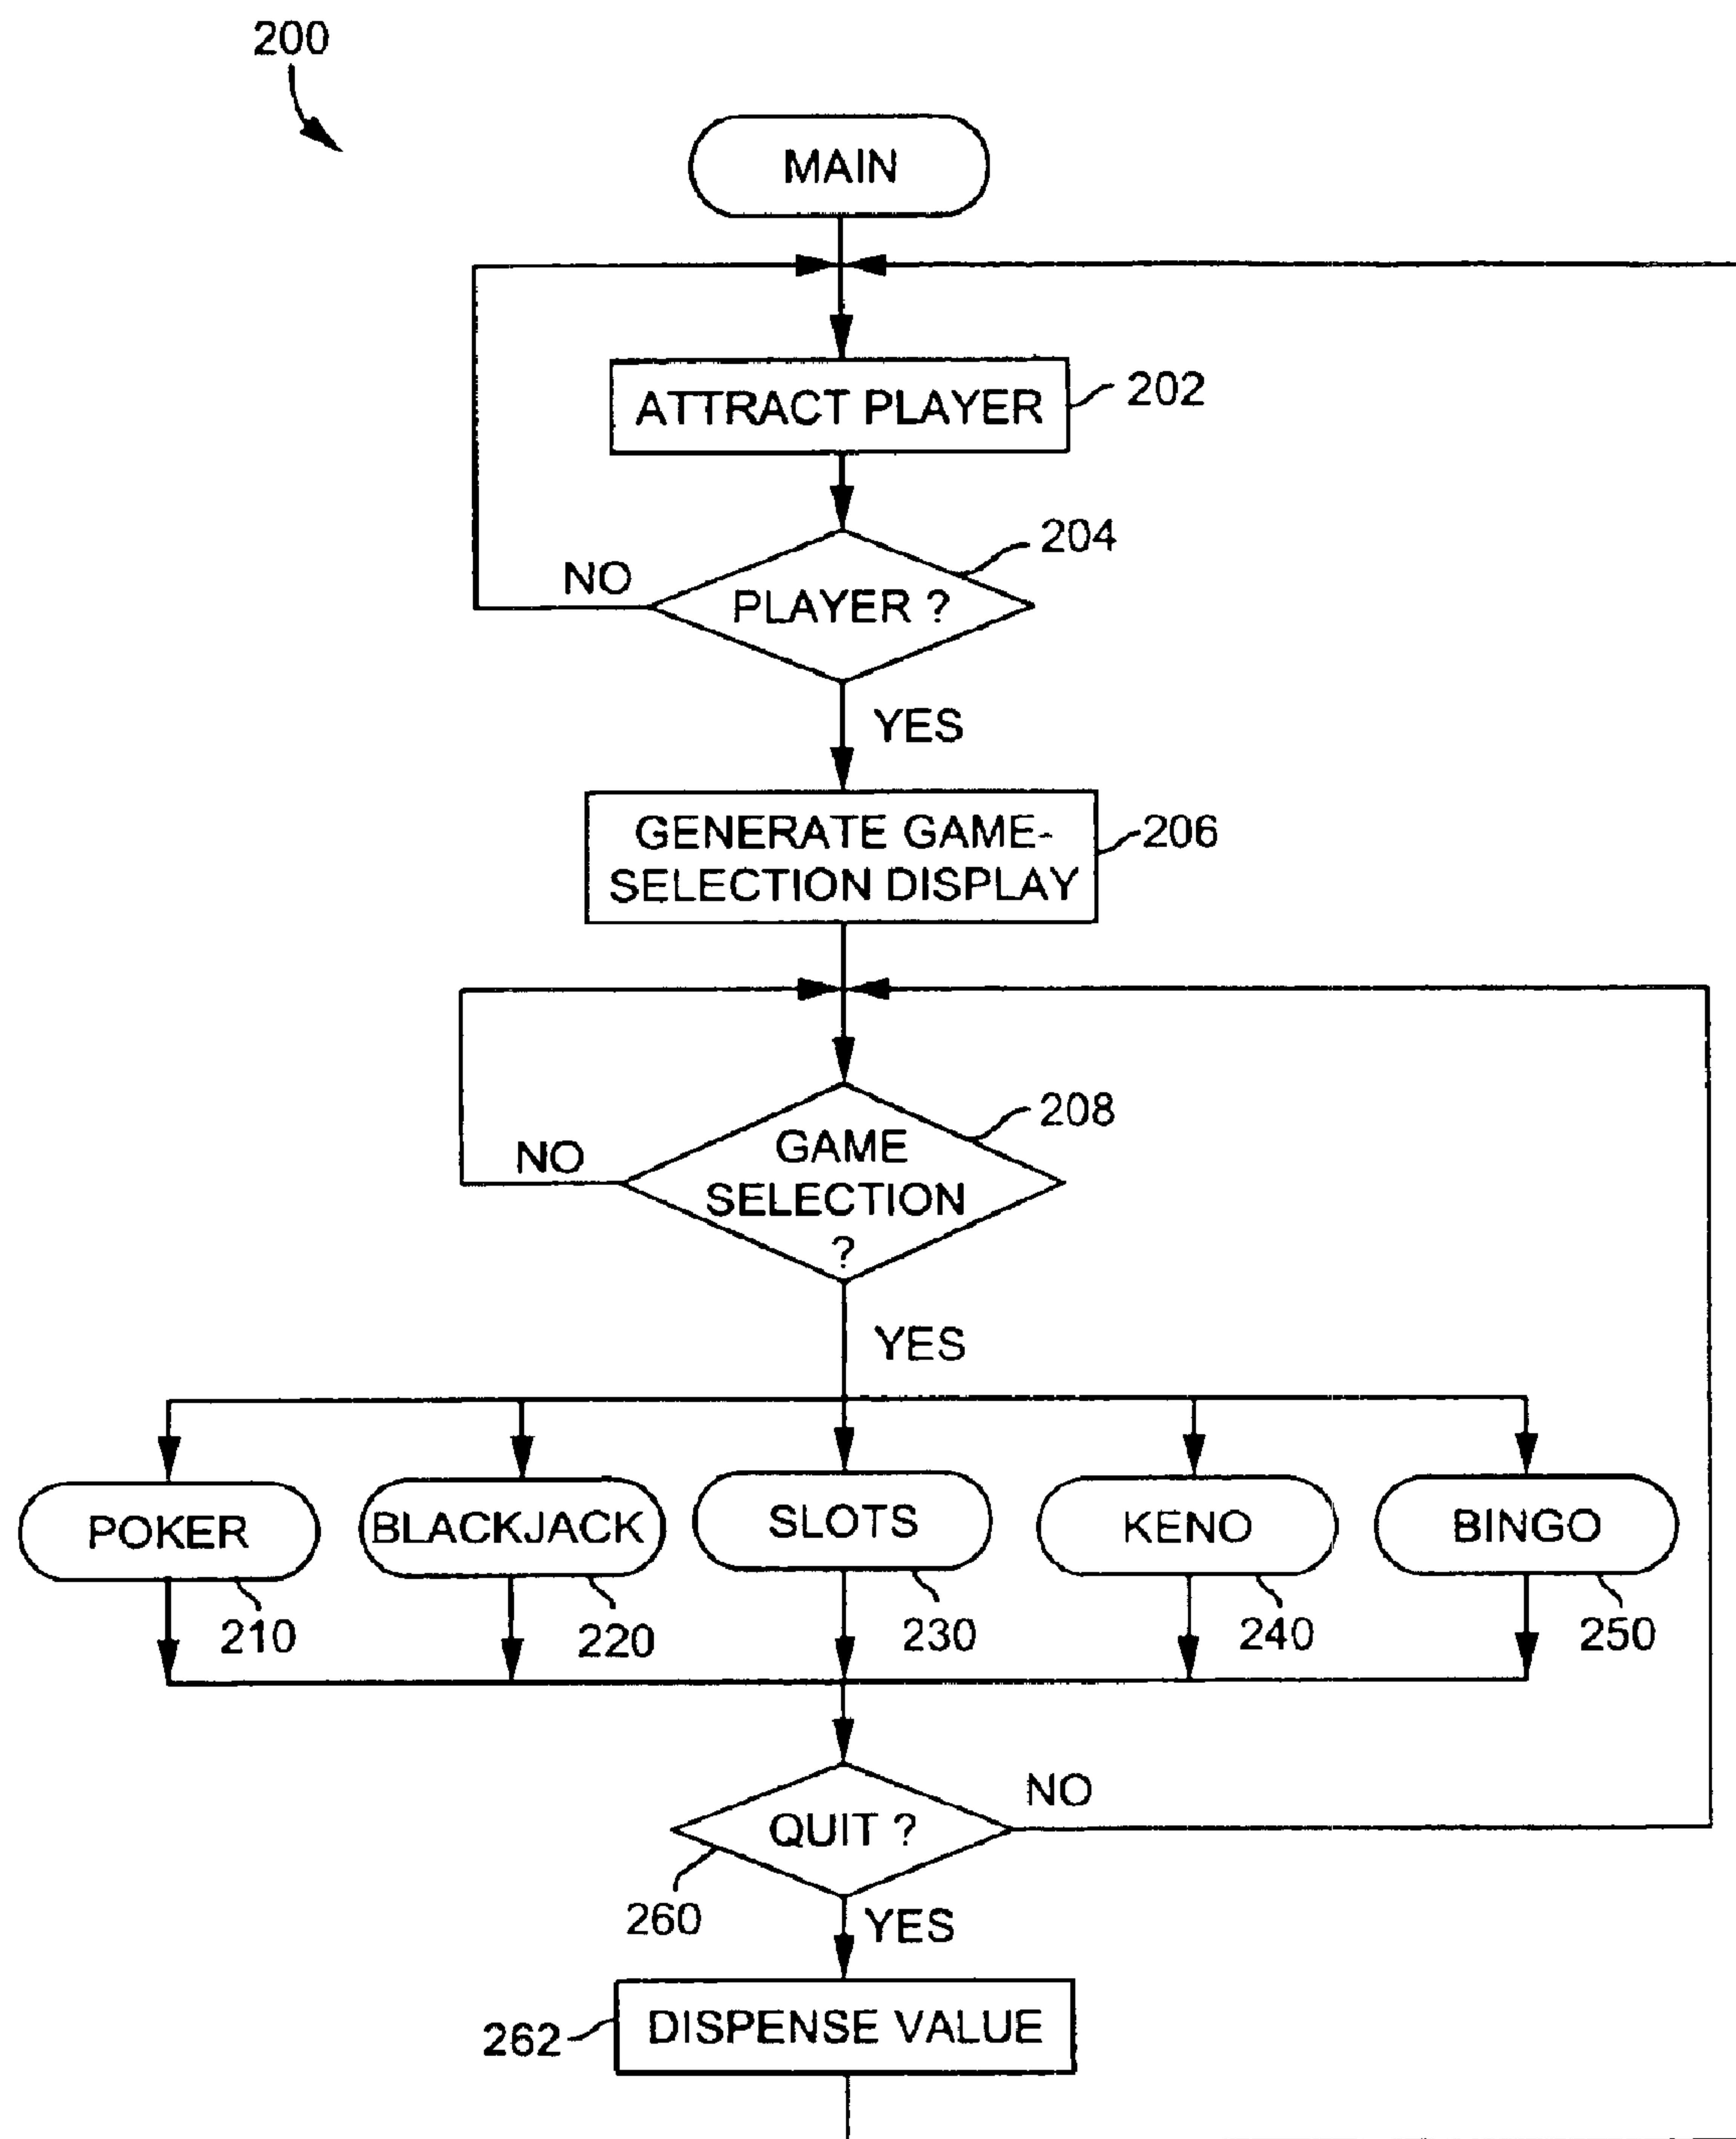 200
MAIN
ATTRACT PLAYER
202
204
NO
PLAYER ?
YES
GENERATE GAME-
SELECTION DISPLAY
206
208
NO
GAME
SELECTION
?
YES
POKER
BLACKJACK
SLOTS
KENO
BINGO
210
220
230
240
250
NO
QUIT ?
260
YES
DISPENSE VALUE
262